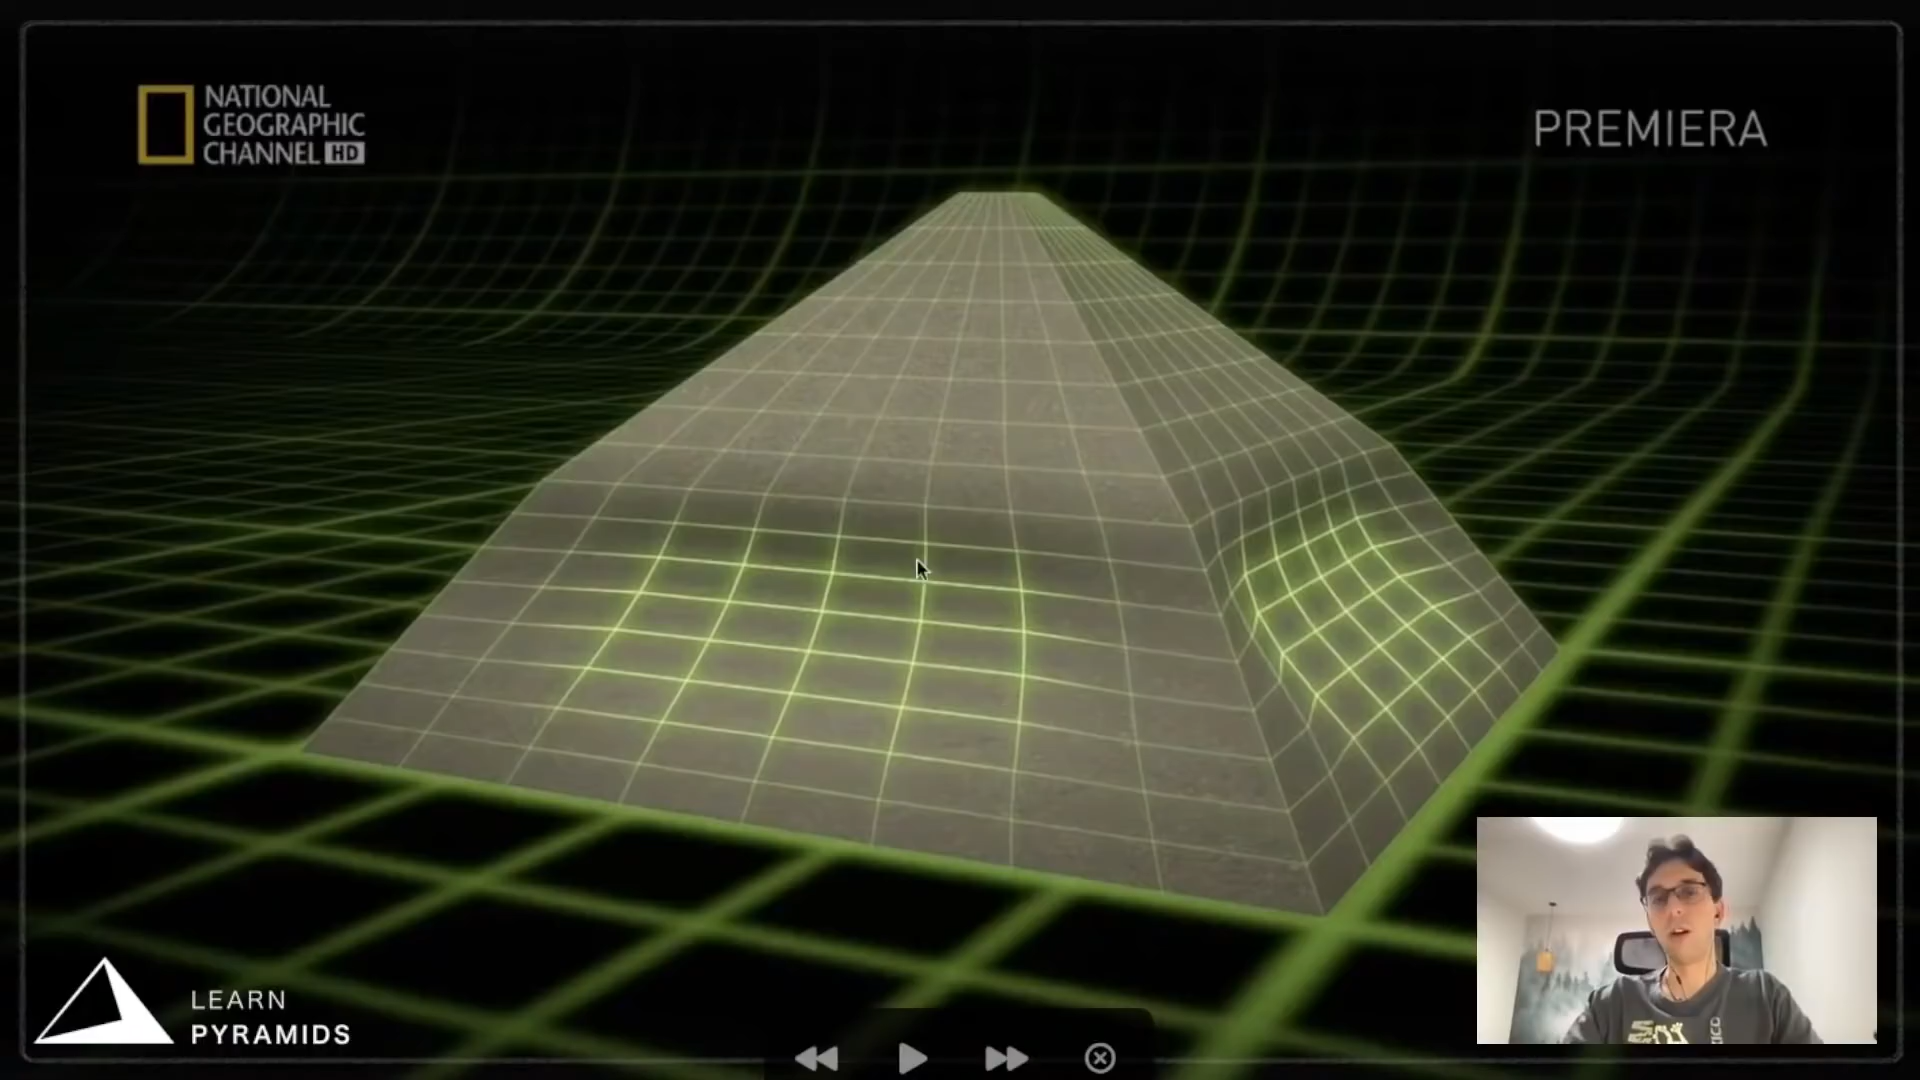 NATIONAL
GEOGRAPHIC
CHANNEL HD
PREMIERA
LEARN
PYRAMIDS